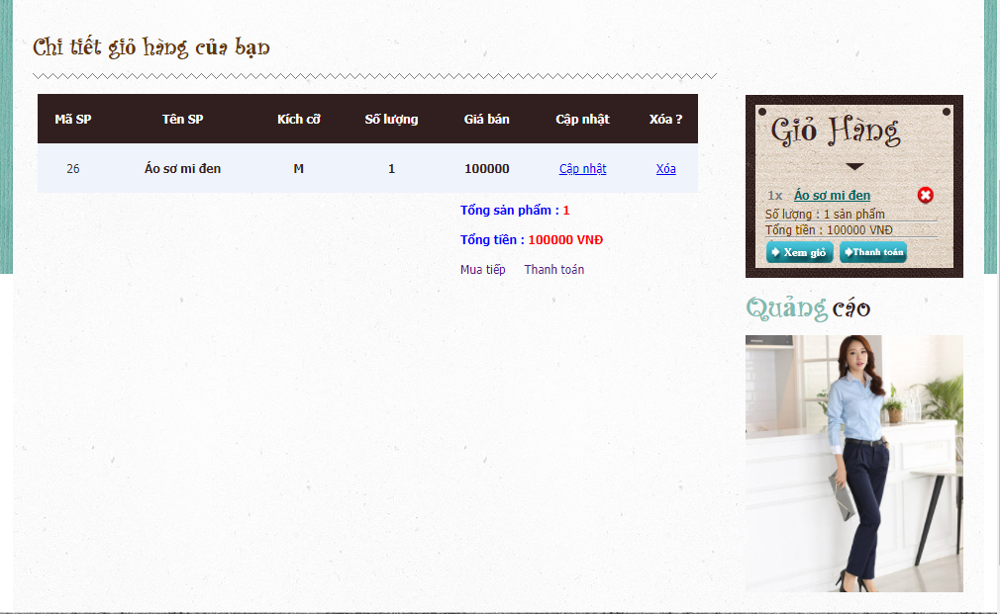 Chi tiết giỏ hàng của bạn
Mã SP Tên SP Kích cỡ Số lượng Giá bán Cập nhật Xóa ?
26 Áo sơ mi đen M 1 100000 Cập nhật Xóa
Tổng sản phẩm : 1
Tổng tiền : 100000 VNĐ
Mua tiếp Thanh toán
Giỏ Hàng
1x Áo sơ mi đen
Số lượng : 1 sản phẩm
Tổng tiền : 100000 VNĐ
Xem giỏ Thanh toán
Quảng cáo